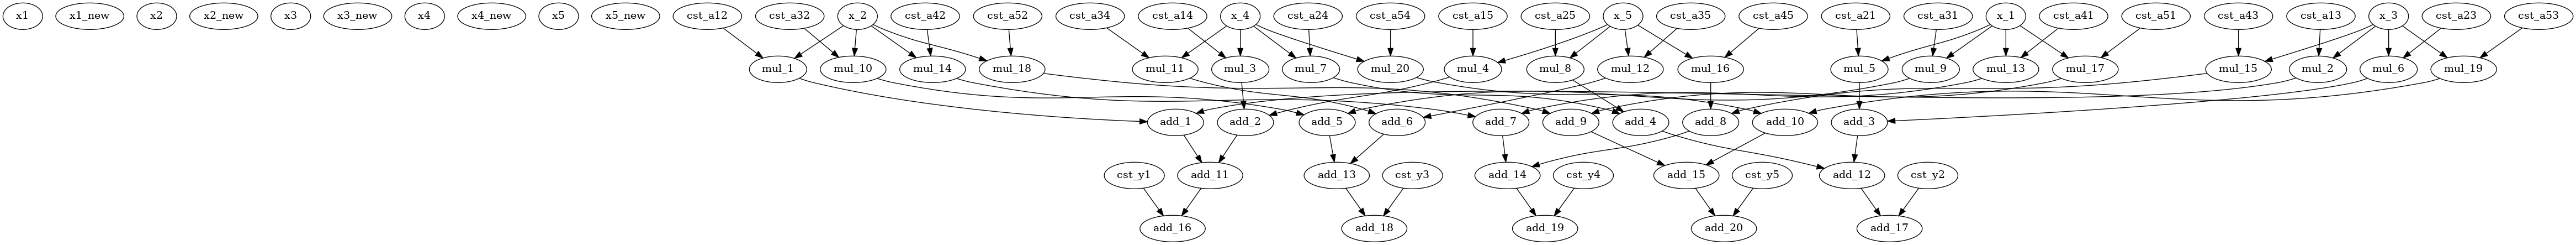 x1 x1_new x2 x2_new x3 x3_new x4 x4_new x5 x5_new cst_a12 cst_a32 x_2 cst_a42 cst_a52 cst_a34 cst_a14 x_4 cst_a24 cst_a54 cst_a15 cst_a25 x_5 cst_a35 cst_a45 cst_a21 cst_a31 x_1 cst_a41 cst_a51 cst_a43 cst_a13 x_3 cst_a23 cst_a53
mul_1 mul_10 mul_14 mul_18 mul_11 mul_3 mul_7 mul_20 mul_4 mul_8 mul_12 mul_16 mul_5 mul_9 mul_13 mul_17 mul_15 mul_2 mul_6 mul_19
add_1 add_2 add_5 add_6 add_7 add_9 add_4 add_8 add_10 add_3
cst_y1 add_11 add_13 cst_y3 add_14 cst_y4 add_15 cst_y5 add_12 cst_y2
add_16 add_18 add_19 add_20 add_17